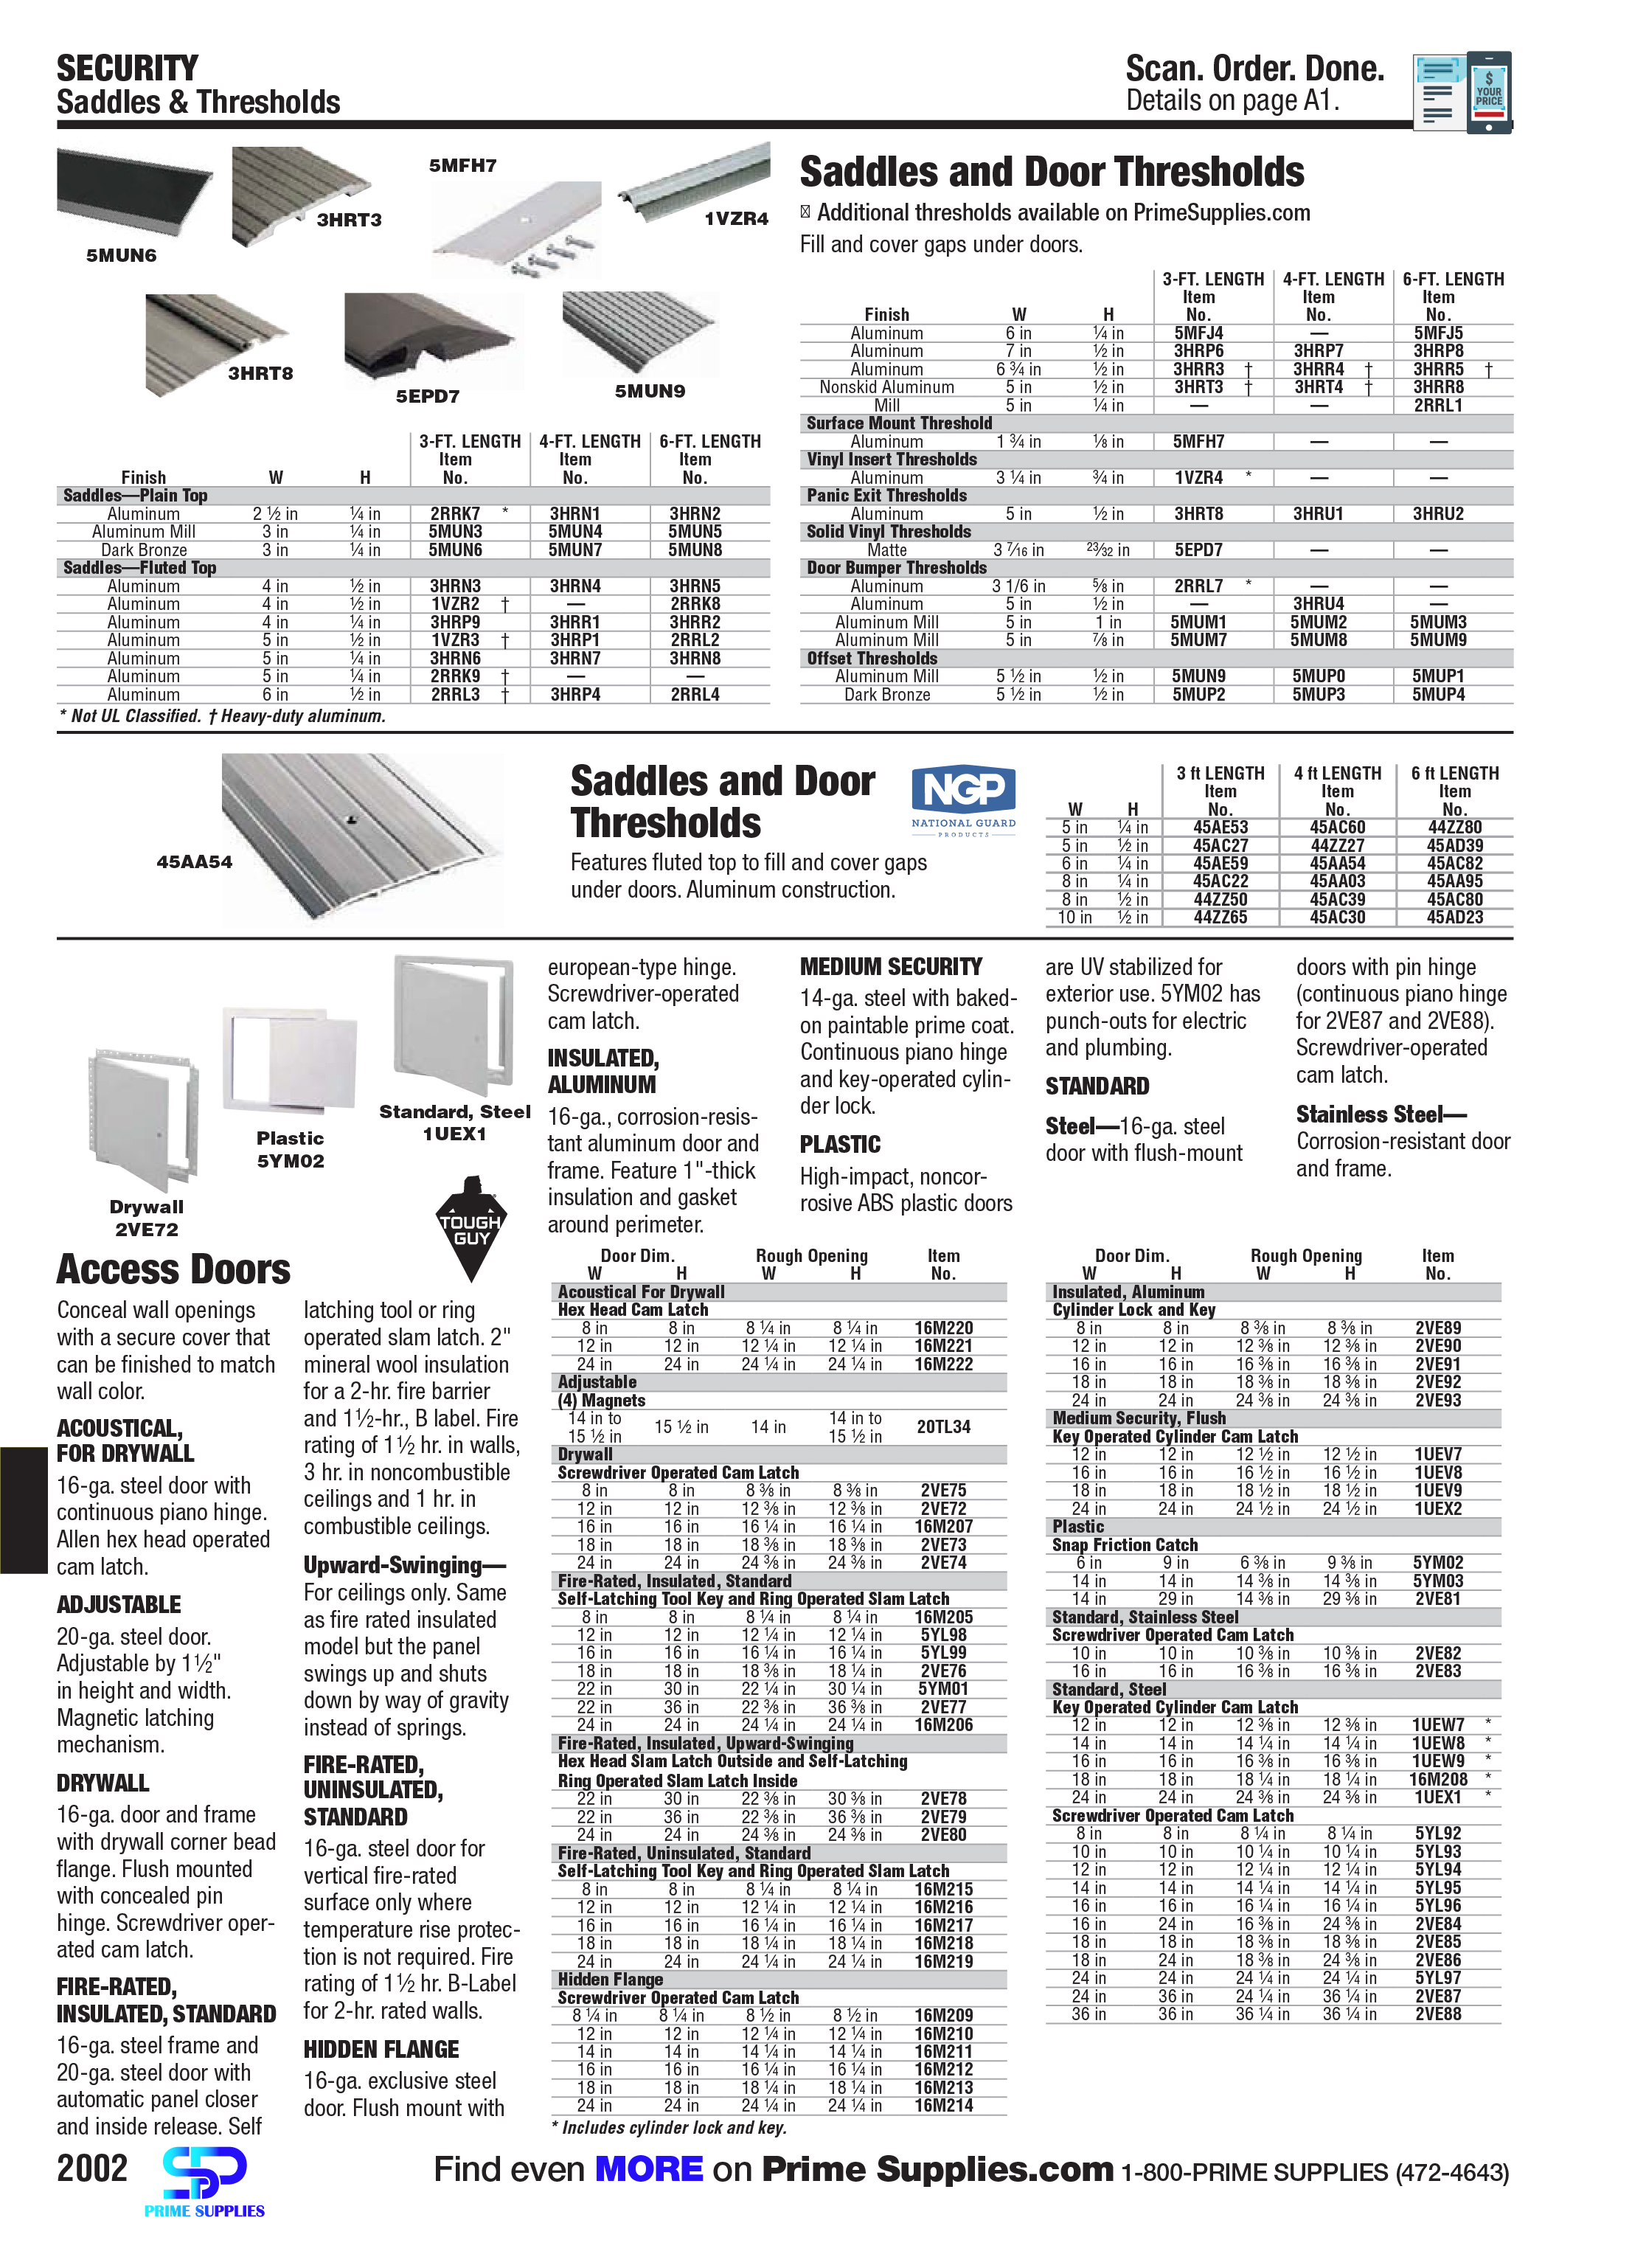 SECURITY
Saddles & Thresholds
Scan. Order. Done.
Details on page A1.
$
YOUR
PRICE
5MUN6
3HRT3
5MFH7
1VZR4
3HRT8
5EPD7
5MUN9
3-FT. LENGTH 4-FT. LENGTH 6-FT. LENGTH
Item Item Item
Finish W H No. No. No.
Saddles—Plain Top
Aluminum 2 ½ in ¼ in 2RRK7 * 3HRN1 3HRN2
Aluminum Mill 3 in ¼ in 5MUN3 5MUN4 5MUN5
Dark Bronze 3 in ¼ in 5MUN6 5MUN7 5MUN8
Saddles—Fluted Top
Aluminum 4 in ½ in 3HRN3 3HRN4 3HRN5
Aluminum 4 in ½ in 1VZR2 † — 2RRK8
Aluminum 4 in ¼ in 3HRP9 3HRR1 3HRR2
Aluminum 5 in ½ in 1VZR3 † 3HRP1 2RRL2
Aluminum 5 in ¼ in 3HRN6 3HRN7 3HRN8
Aluminum 5 in ¼ in 2RRK9 † — —
Aluminum 6 in ½ in 2RRL3 † 3HRP4 2RRL4
* Not UL Classified. † Heavy-duty aluminum.
Saddles and Door Thresholds
Additional thresholds available on PrimeSupplies.com
Fill and cover gaps under doors.
3-FT. LENGTH 4-FT. LENGTH 6-FT. LENGTH
Item Item Item
Finish W H No. No. No.
Aluminum 6 in ¼ in 5MFJ4 — 5MFJ5
Aluminum 7 in ½ in 3HRP6 3HRP7 3HRP8
Aluminum 6 ¾ in ½ in 3HRR3 † 3HRR4 † 3HRR5 †
Nonskid Aluminum 5 in ½ in 3HRT3 † 3HRT4 † 3HRR8
Mill 5 in ¼ in — — 2RRL1
Surface Mount Threshold
Aluminum 1 ¾ in ⅛ in 5MFH7 — —
Vinyl Insert Thresholds
Aluminum 3 ¼ in ¾ in 1VZR4 * — —
Panic Exit Thresholds
Aluminum 5 in ½ in 3HRT8 3HRU1 3HRU2
Solid Vinyl Thresholds
Matte 3 7⁄16 in 23⁄32 in 5EPD7 — —
Door Bumper Thresholds
Aluminum 3 1/6 in ⅝ in 2RRL7 * — —
Aluminum 5 in ½ in — 3HRU4 —
Aluminum Mill 5 in 1 in 5MUM1 5MUM2 5MUM3
Aluminum Mill 5 in ⅞ in 5MUM7 5MUM8 5MUM9
Offset Thresholds
Aluminum Mill 5 ½ in ½ in 5MUN9 5MUP0 5MUP1
Dark Bronze 5 ½ in ½ in 5MUP2 5MUP3 5MUP4
45AA54
Saddles and Door
Thresholds
Features fluted top to fill and cover gaps
under doors. Aluminum construction.
NGP
NATIONAL GUARD
PRODUCTS
3 ft LENGTH 4 ft LENGTH 6 ft LENGTH
Item Item Item
W H No. No. No.
5 in ¼ in 45AE53 45AC60 44ZZ80
5 in ½ in 45AC27 44ZZ27 45AD39
6 in ¼ in 45AE59 45AA54 45AC82
8 in ¼ in 45AC22 45AA03 45AA95
8 in ½ in 44ZZ50 45AC39 45AC80
10 in ½ in 44ZZ65 45AC30 45AD23
Drywall
2VE72
Plastic
5YM02
Standard, Steel
1UEX1
TOUGH
GUY
Access Doors
Conceal wall openings
with a secure cover that
can be finished to match
wall color.
ACOUSTICAL,
FOR DRYWALL
16-ga. steel door with
continuous piano hinge.
Allen hex head operated
cam latch.
ADJUSTABLE
20-ga. steel door.
Adjustable by 1½"
in height and width.
Magnetic latching
mechanism.
DRYWALL
16-ga. door and frame
with drywall corner bead
flange. Flush mounted
with concealed pin
hinge. Screwdriver oper-
ated cam latch.
FIRE-RATED,
INSULATED, STANDARD
16-ga. steel frame and
20-ga. steel door with
automatic panel closer
and inside release. Self
latching tool or ring
operated slam latch. 2"
mineral wool insulation
for a 2-hr. fire barrier
and 1½-hr., B label. Fire
rating of 1½ hr. in walls,
3 hr. in noncombustible
ceilings and 1 hr. in
combustible ceilings.
Upward-Swinging—
For ceilings only. Same
as fire rated insulated
model but the panel
swings up and shuts
down by way of gravity
instead of springs.
FIRE-RATED,
UNINSULATED,
STANDARD
16-ga. steel door for
vertical fire-rated
surface only where
temperature rise protec-
tion is not required. Fire
rating of 1½ hr. B-Label
for 2-hr. rated walls.
HIDDEN FLANGE
16-ga. exclusive steel
door. Flush mount with
european-type hinge.
Screwdriver-operated
cam latch.
INSULATED,
ALUMINUM
16-ga., corrosion-resis-
tant aluminum door and
frame. Feature 1"-thick
insulation and gasket
around perimeter.
MEDIUM SECURITY
14-ga. steel with baked-
on paintable prime coat.
Continuous piano hinge
and key-operated cylin-
der lock.
PLASTIC
High-impact, noncor-
rosive ABS plastic doors
are UV stabilized for
exterior use. 5YM02 has
punch-outs for electric
and plumbing.
STANDARD
Steel—16-ga. steel
door with flush-mount
doors with pin hinge
(continuous piano hinge
for 2VE87 and 2VE88).
Screwdriver-operated
cam latch.
Stainless Steel—
Corrosion-resistant door
and frame.
Door Dim. Rough Opening Item
W H W H No.
Acoustical For Drywall
Hex Head Cam Latch
8 in 8 in 8 ¼ in 8 ¼ in 16M220
12 in 12 in 12 ¼ in 12 ¼ in 16M221
24 in 24 in 24 ¼ in 24 ¼ in 16M222
Adjustable
(4) Magnets
14 in to 15 ½ in 15 ½ in 14 in 14 in to 15 ½ in 20TL34
Drywall
Screwdriver Operated Cam Latch
8 in 8 in 8 ⅜ in 8 ⅜ in 2VE75
12 in 12 in 12 ⅜ in 12 ⅜ in 2VE72
16 in 16 in 16 ¼ in 16 ¼ in 16M207
18 in 18 in 18 ⅜ in 18 ⅜ in 2VE73
24 in 24 in 24 ⅜ in 24 ⅜ in 2VE74
Fire-Rated, Insulated, Standard
Self-Latching Tool Key and Ring Operated Slam Latch
8 in 8 in 8 ¼ in 8 ¼ in 16M205
12 in 12 in 12 ¼ in 12 ¼ in 5YL98
16 in 16 in 16 ¼ in 16 ¼ in 5YL99
18 in 18 in 18 ⅜ in 18 ¼ in 2VE76
22 in 30 in 22 ¼ in 30 ¼ in 5YM01
22 in 36 in 22 ⅜ in 36 ⅜ in 2VE77
24 in 24 in 24 ¼ in 24 ¼ in 16M206
Fire-Rated, Insulated, Upward-Swinging
Hex Head Slam Latch Outside and Self-Latching
Ring Operated Slam Latch Inside
22 in 30 in 22 ⅜ in 30 ⅜ in 2VE78
22 in 36 in 22 ⅜ in 36 ⅜ in 2VE79
24 in 24 in 24 ⅜ in 24 ⅜ in 2VE80
Fire-Rated, Uninsulated, Standard
Self-Latching Tool Key and Ring Operated Slam Latch
8 in 8 in 8 ¼ in 8 ¼ in 16M215
12 in 12 in 12 ¼ in 12 ¼ in 16M216
16 in 16 in 16 ¼ in 16 ¼ in 16M217
18 in 18 in 18 ¼ in 18 ¼ in 16M218
24 in 24 in 24 ¼ in 24 ¼ in 16M219
Hidden Flange
Screwdriver Operated Cam Latch
8 ¼ in 8 ¼ in 8 ½ in 8 ½ in 16M209
12 in 12 in 12 ¼ in 12 ¼ in 16M210
14 in 14 in 14 ¼ in 14 ¼ in 16M211
16 in 16 in 16 ¼ in 16 ¼ in 16M212
18 in 18 in 18 ¼ in 18 ¼ in 16M213
24 in 24 in 24 ¼ in 24 ¼ in 16M214
* Includes cylinder lock and key.
Door Dim. Rough Opening Item
W H W H No.
Insulated, Aluminum
Cylinder Lock and Key
8 in 8 in 8 ⅜ in 8 ⅜ in 2VE89
12 in 12 in 12 ⅜ in 12 ⅜ in 2VE90
16 in 16 in 16 ⅜ in 16 ⅜ in 2VE91
18 in 18 in 18 ⅜ in 18 ⅜ in 2VE92
24 in 24 in 24 ⅜ in 24 ⅜ in 2VE93
Medium Security, Flush
Key Operated Cylinder Cam Latch
12 in 12 in 12 ½ in 12 ½ in 1UEV7
16 in 16 in 16 ½ in 16 ½ in 1UEV8
18 in 18 in 18 ½ in 18 ½ in 1UEV9
24 in 24 in 24 ½ in 24 ½ in 1UEX2
Plastic
Snap Friction Catch
6 in 9 in 6 ⅜ in 9 ⅜ in 5YM02
14 in 14 in 14 ⅜ in 14 ⅜ in 5YM03
14 in 29 in 14 ⅜ in 29 ⅜ in 2VE81
Standard, Stainless Steel
Screwdriver Operated Cam Latch
10 in 10 in 10 ⅜ in 10 ⅜ in 2VE82
16 in 16 in 16 ⅜ in 16 ⅜ in 2VE83
Standard, Steel
Key Operated Cylinder Cam Latch
12 in 12 in 12 ⅜ in 12 ⅜ in 1UEW7 *
14 in 14 in 14 ¼ in 14 ¼ in 1UEW8 *
16 in 16 in 16 ⅜ in 16 ⅜ in 1UEW9 *
18 in 18 in 18 ¼ in 18 ¼ in 16M208 *
24 in 24 in 24 ⅜ in 24 ⅜ in 1UEX1 *
Screwdriver Operated Cam Latch
8 in 8 in 8 ¼ in 8 ¼ in 5YL92
10 in 10 in 10 ¼ in 10 ¼ in 5YL93
12 in 12 in 12 ¼ in 12 ¼ in 5YL94
14 in 14 in 14 ¼ in 14 ¼ in 5YL95
16 in 16 in 16 ¼ in 16 ¼ in 5YL96
16 in 24 in 16 ⅜ in 24 ⅜ in 2VE84
18 in 18 in 18 ⅜ in 18 ⅜ in 2VE85
18 in 24 in 18 ⅜ in 24 ⅜ in 2VE86
24 in 24 in 24 ¼ in 24 ¼ in 5YL97
24 in 36 in 24 ¼ in 36 ¼ in 2VE87
36 in 36 in 36 ¼ in 36 ¼ in 2VE88
2002
PRIME SUPPLIES
Find even MORE on Prime Supplies.com 1-800-PRIME SUPPLIES (472-4643)